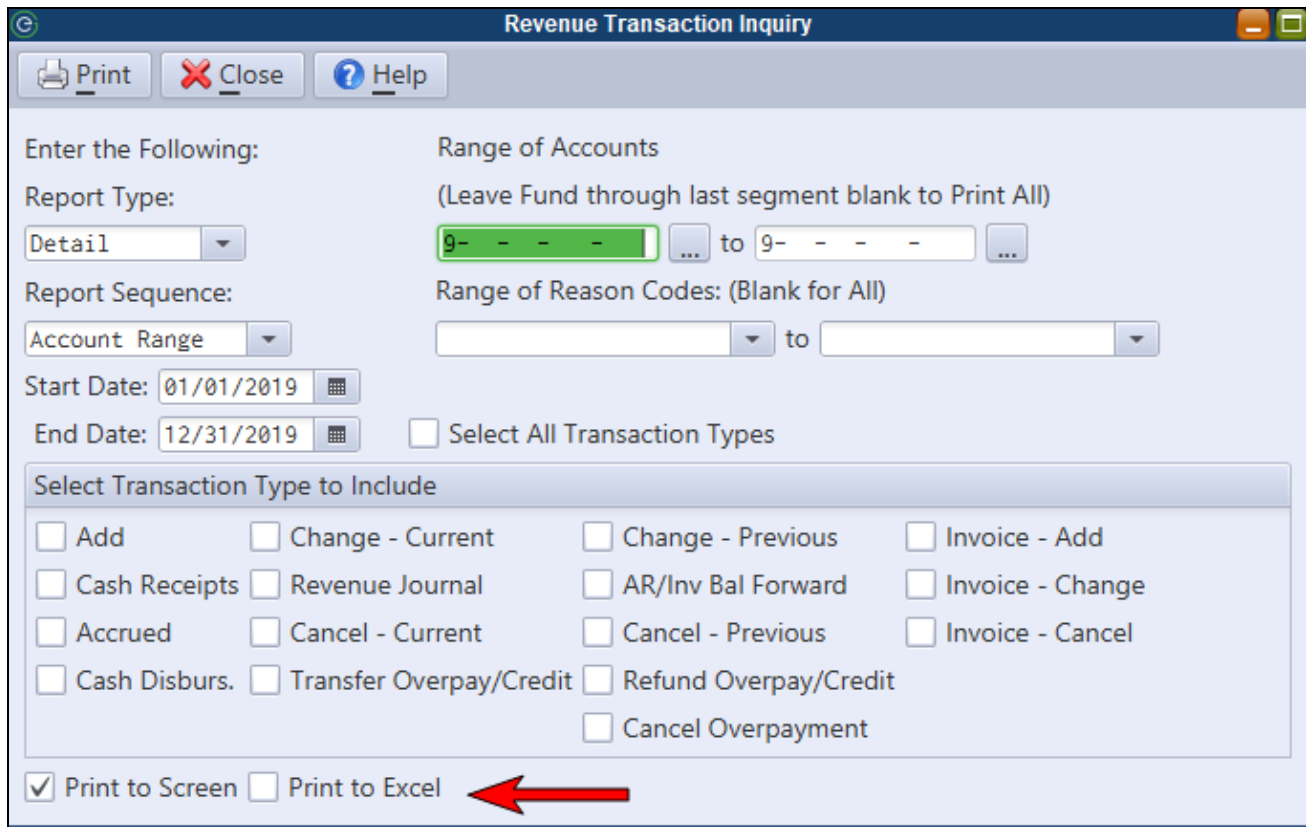 Revenue Transaction Inquiry
Print Close Help
Enter the Following: Range of Accounts
Report Type: (Leave Fund through last segment blank to Print All)
Detail 9- - - - ... to 9- - - - ...
Report Sequence: Range of Reason Codes: (Blank for All)
Account Range to
Start Date: 01/01/2019
End Date: 12/31/2019 Select All Transaction Types
Select Transaction Type to Include
Add Change - Current Change - Previous Invoice - Add
Cash Receipts Revenue Journal AR/Inv Bal Forward Invoice - Change
Accrued Cancel - Current Cancel - Previous Invoice - Cancel
Cash Disburs. Transfer Overpay/Credit Refund Overpay/Credit
Cancel Overpayment
Print to Screen Print to Excel